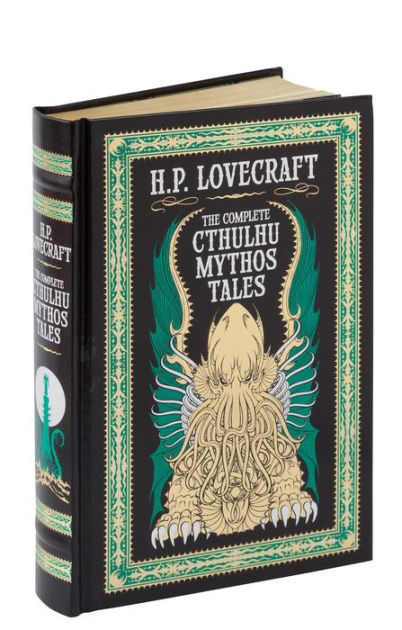 H.P. LOVECRAFT
THE COMPLETE
CTHULHU
MYTHOS
TALES
H.P.
LOVECRAFT
THE COMPLETE
CTHULHU
MYTHOS
TALES